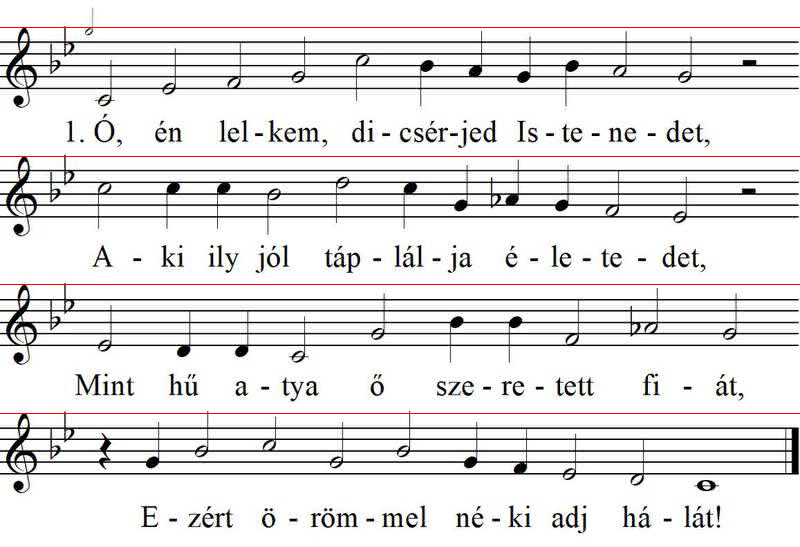 1. Ó, én lel-kem, di-csér-jed Is-te-ne-det,
A-ki ily jól táp-lál-ja é-le-te-det,
Mint hű a-tya ő sze-re-tett fi-át,
E-zért ö-röm-mel né-ki adj há-lát!